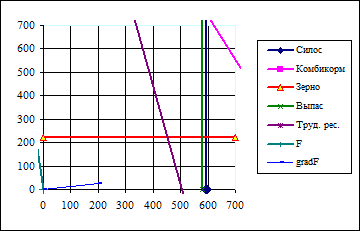 700
600
500
400
300
200
100
0
0 100 200 300 400 500 600 700
Силос
Комбикорм
Зерно
Выпас
Труд. рес.
F
gradF